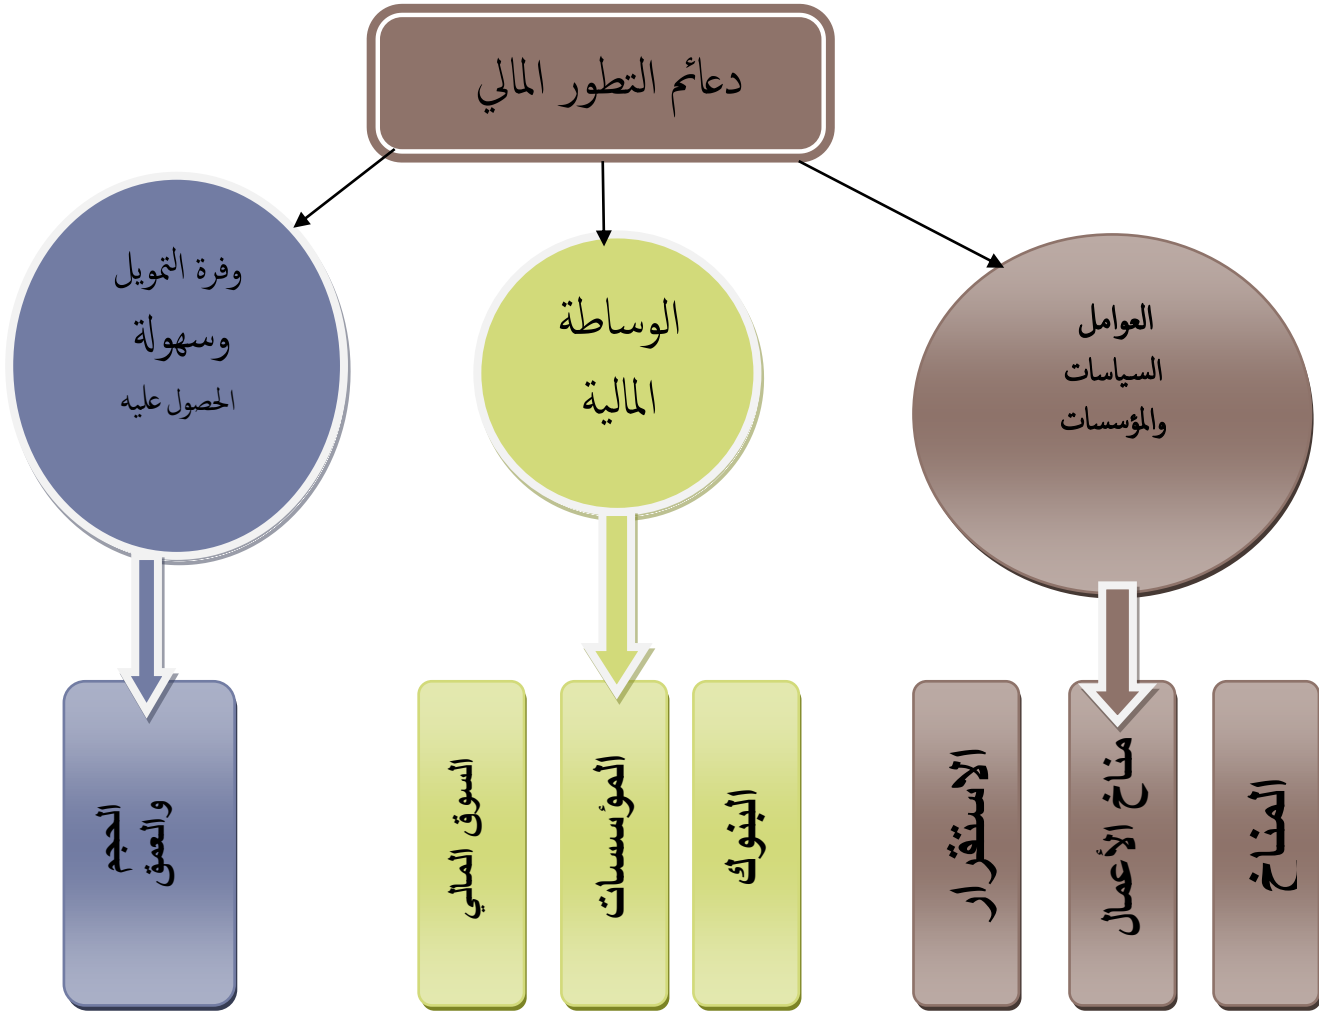 دعائم التطور المالي
العوامل
السياسات
والمؤسسات
الوساطة
المالية
وفرة التمويل
وسهولة
الحصول عليه
المناخ
مناخ الأعمال
الاستقرار
البنوك
المؤسسات
السوق المالي
الحجم
والعمق